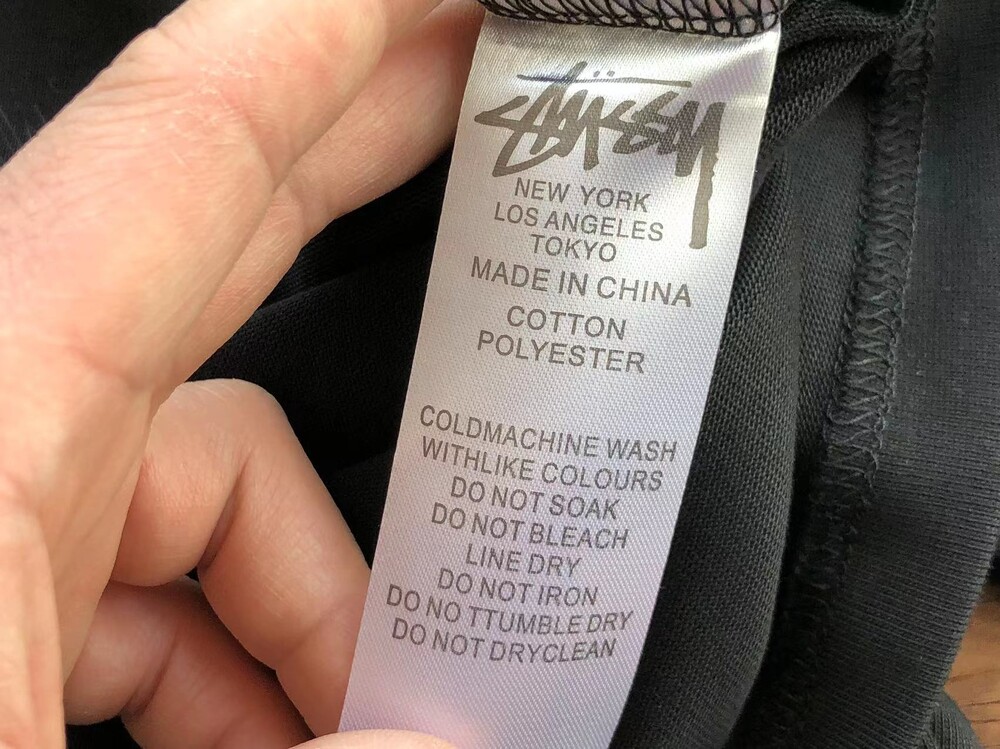 STÜSSY
NEW YORK
LOS ANGELES
TOKYO
MADE IN CHINA
COTTON
POLYESTER
COLDMACHINE WASH
WITHLIKE COLOURS
DO NOT SOAK
DO NOT BLEACH
LINE DRY
DO NOT IRON
DO NO TTUMBLE DRY
DO NOT DRYCLEAN